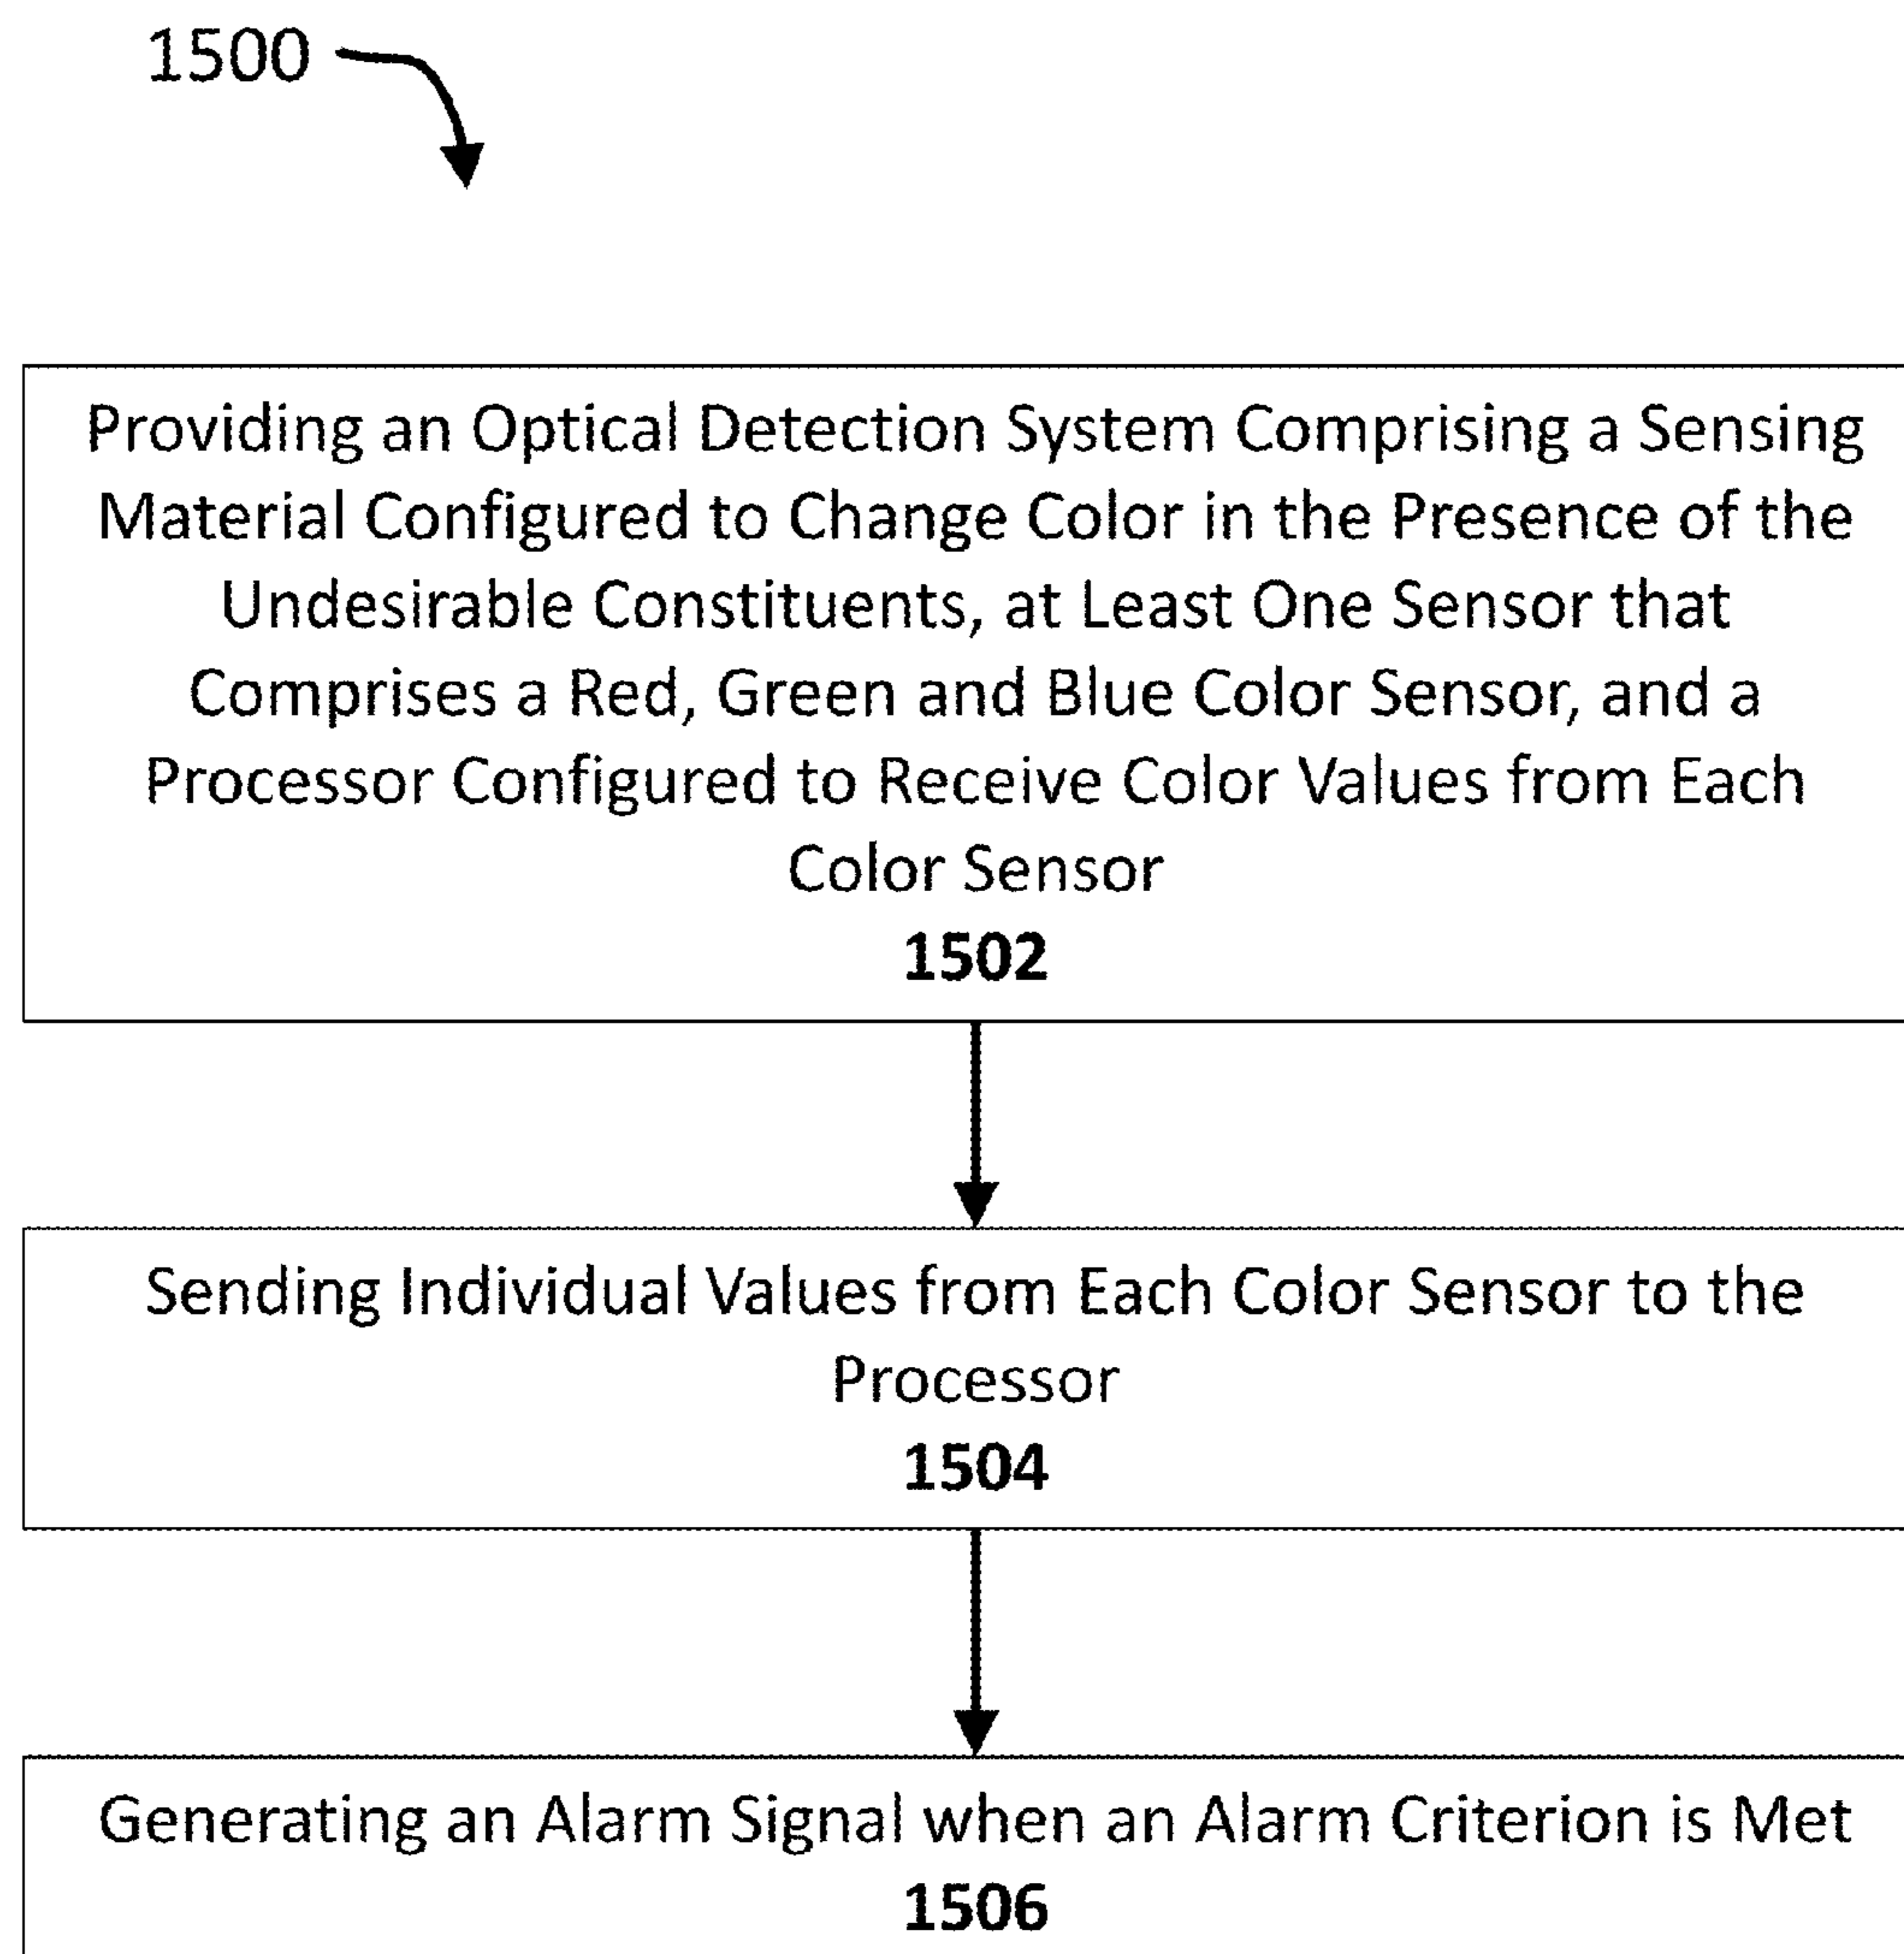 1500
Providing an Optical Detection System Comprising a Sensing
Material Configured to Change Color in the Presence of the
Undesirable Constituents, at Least One Sensor that
Comprises a Red, Green and Blue Color Sensor, and a
Processor Configured to Receive Color Values from Each
Color Sensor
1502
Sending Individual Values from Each Color Sensor to the
Processor
1504
Generating an Alarm Signal when an Alarm Criterion is Met
1506